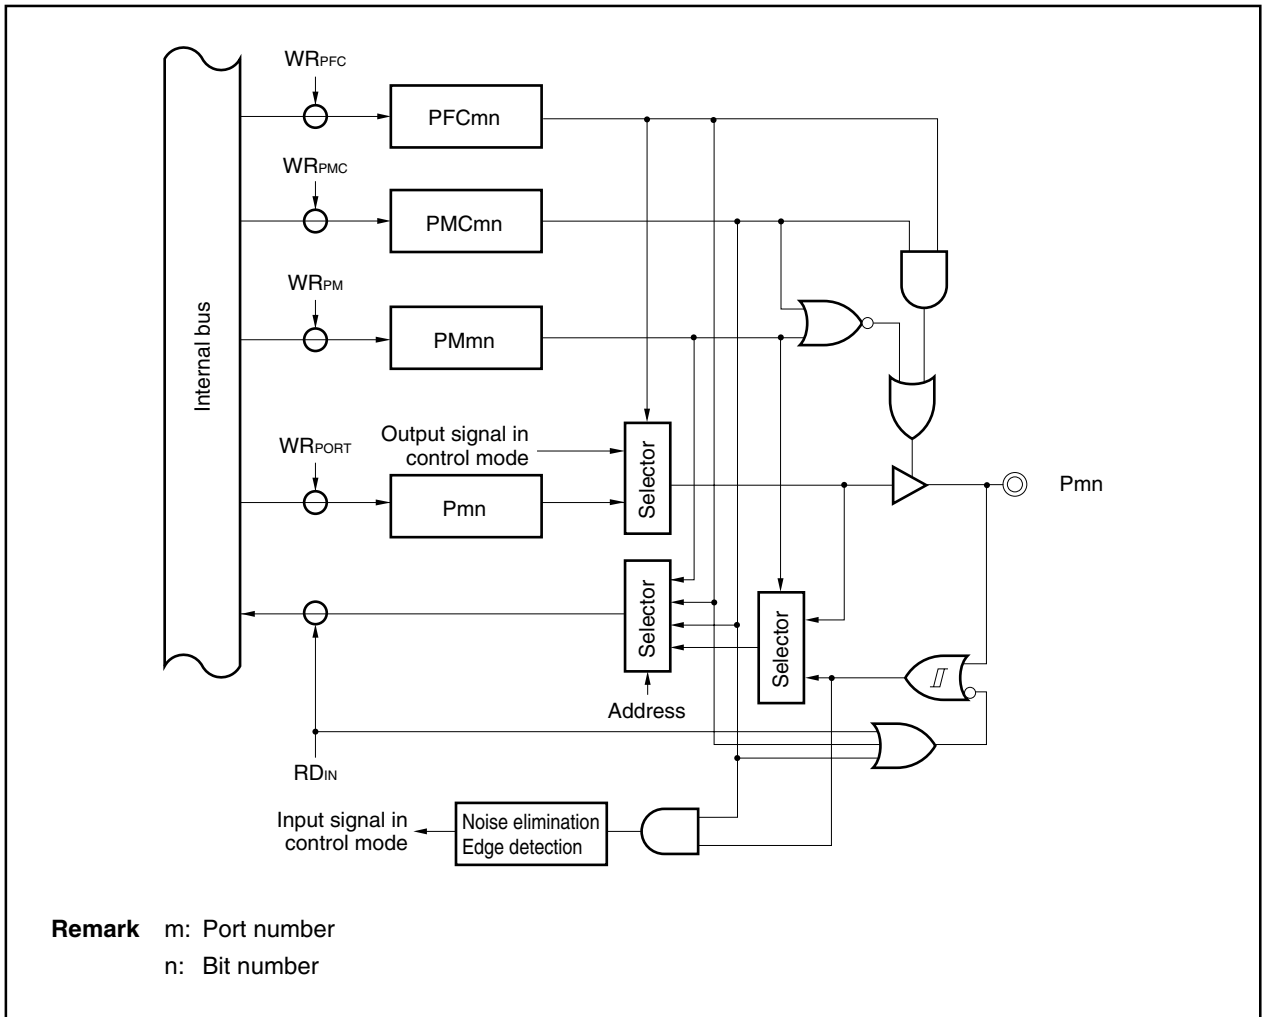 WRPFC
PFCmn
WRPMC
PMCmn
WRPM
PMmn
Internal bus
Output signal in
control mode
WRPORT
Pmn
Selector
Pmn
Selector
Selector
Address
RDIN
Input signal in
control mode
Noise elimination
Edge detection
Remark m: Port number
n: Bit number